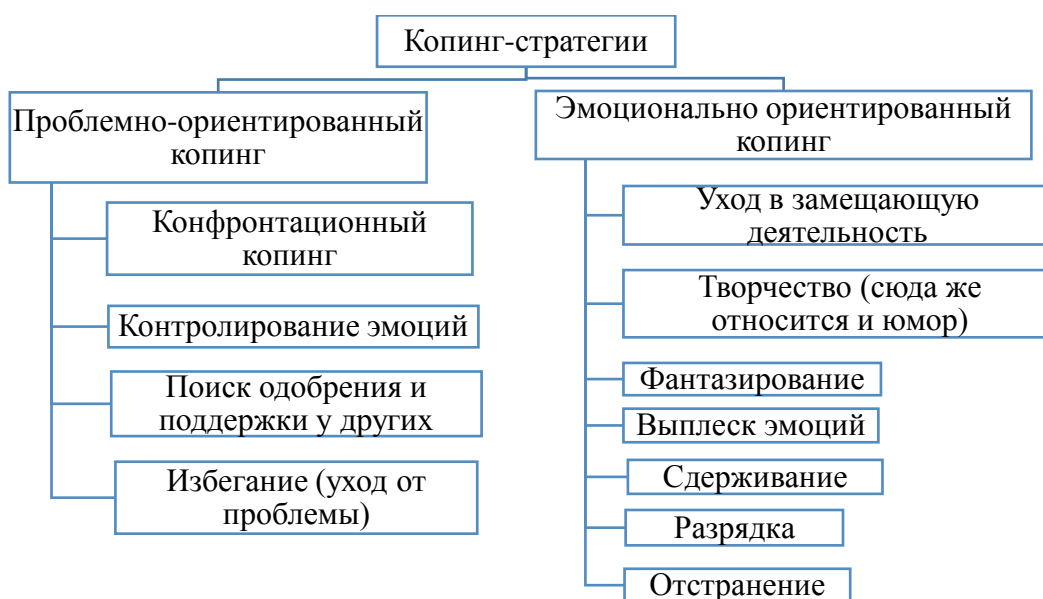 Копинг-стратегии
Проблемно-ориентированный
копинг
Конфронтационный
копинг
Контролирование эмоций
Поиск одобрения и
поддержки у других
Избегание (уход от
проблемы)
Эмоционально ориентированный
копинг
Уход в замещающую
деятельность
Творчество (сюда же
относится и юмор)
Фантазирование
Выплеск эмоций
Сдерживание
Разрядка
Отстранение